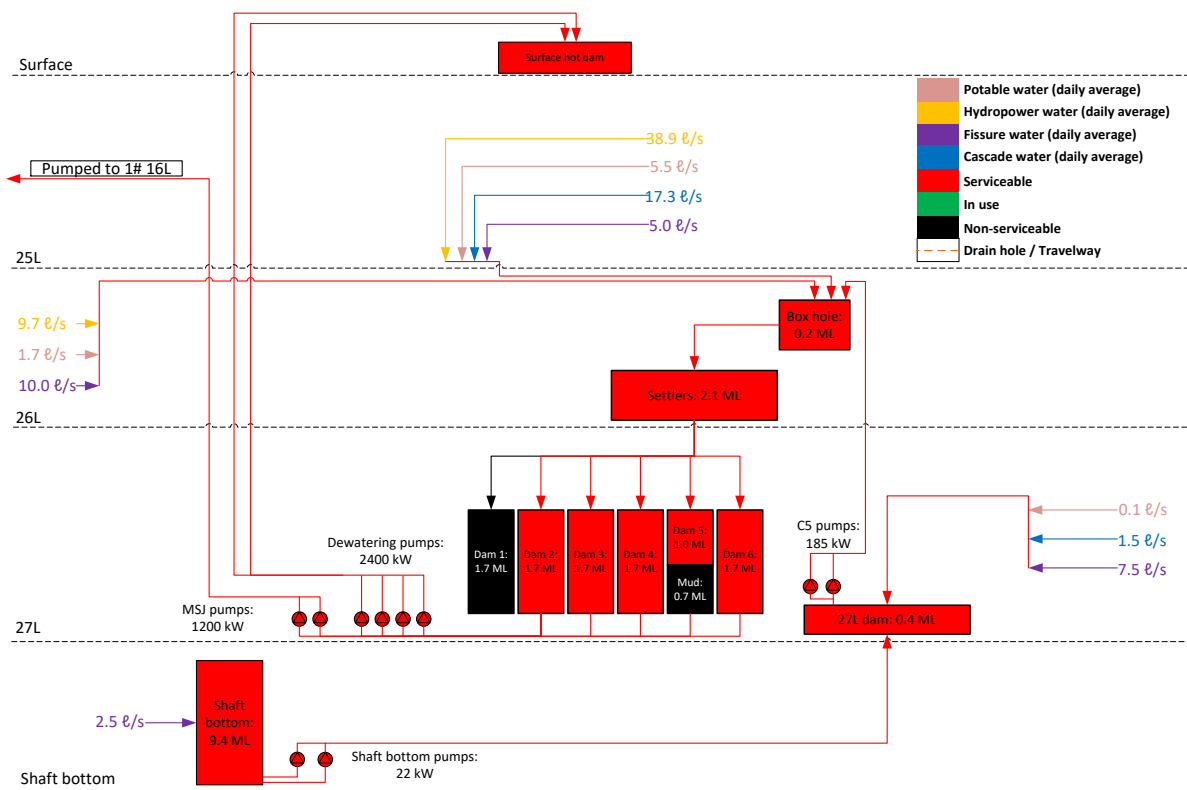 Surface hot dam
Surface
Potable water (daily average)
Hydropower water (daily average)
Fissure water (daily average)
Cascade water (daily average)
Serviceable
In use
Non-serviceable
Drain hole / Travelway
38.9 ℓ/s
5.5 ℓ/s
17.3 ℓ/s
5.0 ℓ/s
Pumped to 1# 16L
25L
9.7 ℓ/s
1.7 ℓ/s
10.0 ℓ/s
Box hole:
0.2 ML
Settlers: 2.1 ML
26L
Dewatering pumps:
2400 kW
MSJ pumps:
1200 kW
Dam 1:
1.7 ML
Dam 2:
1.7 ML
Dam 3:
1.7 ML
Dam 4:
1.7 ML
Dam 5:
1.0 ML
Mud:
0.7 ML
Dam 6:
1.7 ML
C5 pumps:
185 kW
0.1 ℓ/s
1.5 ℓ/s
7.5 ℓ/s
27L dam: 0.4 ML
27L
Shaft
bottom:
9.4 ML
2.5 ℓ/s
Shaft bottom pumps:
22 kW
Shaft bottom